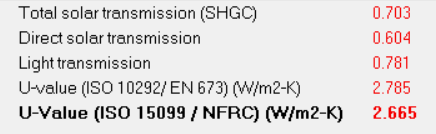 Total solar transmission (SHGC) 0.703
Direct solar transmission 0.604
Light transmission 0.781
U-value (ISO 10292/ EN 673) (W/m2-K) 2.785
U-Value (ISO 15099 / NFRC) (W/m2-K) 2.665